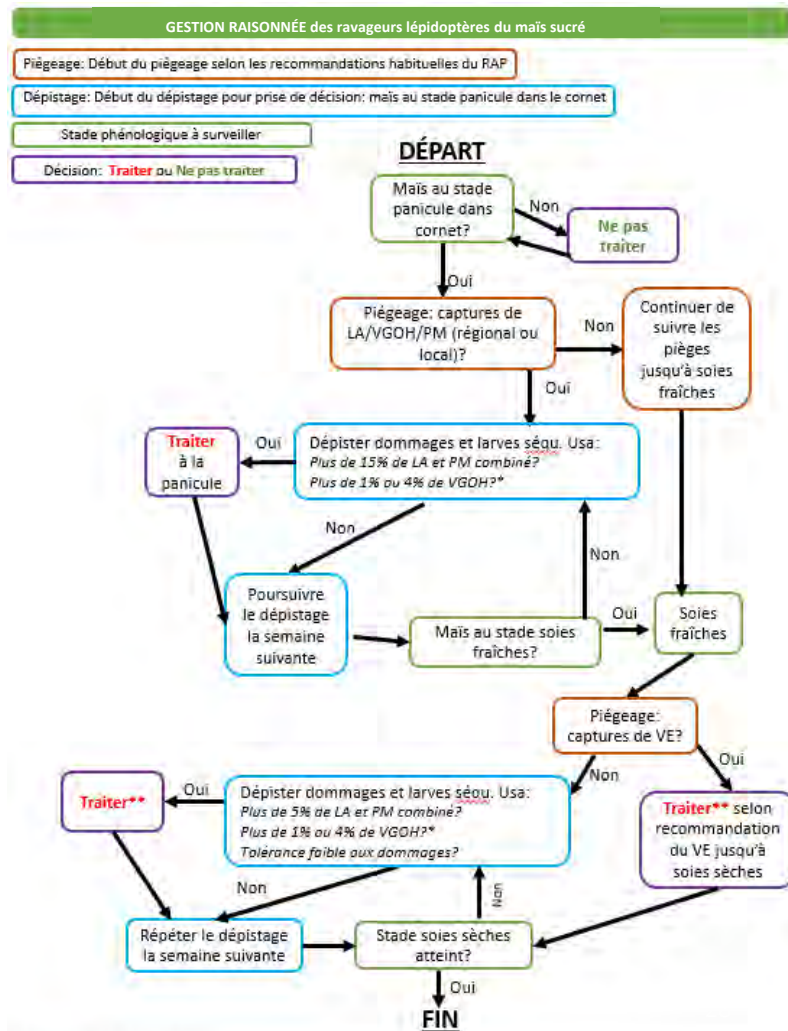 GESTION RAISONNÉE des ravageurs lépidoptères du maïs sucré
Piégeage: Début du piégeage selon les recommandations habituelles du RAP
Dépistage: Début du dépistage pour prise de décision: maïs au stade panicule dans le cornet
Stade phénologique à surveiller
Décision: Traiter ou Ne pas traiter
DÉPART
Maïs au stade
panicule dans
cornet?
Non
Ne pas
traiter
Oui
Piégeage: captures de
LA/VGOH/PM (régional ou
local)?
Non
Continuer de
suivre les
pièges
jusqu'à soies
fraîches
Oui
Dépister dommages et larves séqu. Usa:
Plus de 15% de LA et PM combiné?
Plus de 1% ou 4% de VGOH?*
Oui
Traiter
à la
panicule
Non
Non
Poursuivre
le dépistage
la semaine
suivante
Maïs au stade soies
fraîches?
Oui
Soies
fraîches
Piégeage:
captures de VE?
Non
Oui
Dépister dommages et larves séqu. Usa:
Plus de 5% de LA et PM combiné?
Plus de 1% ou 4% de VGOH?*
Tolérance faible aux dommages?
Oui
Traiter**
Traiter** selon
recommandation
du VE jusqu'à
soies sèches
Non
Non
Répéter le dépistage
la semaine suivante
Stade soies sèches
atteint?
Oui
FIN